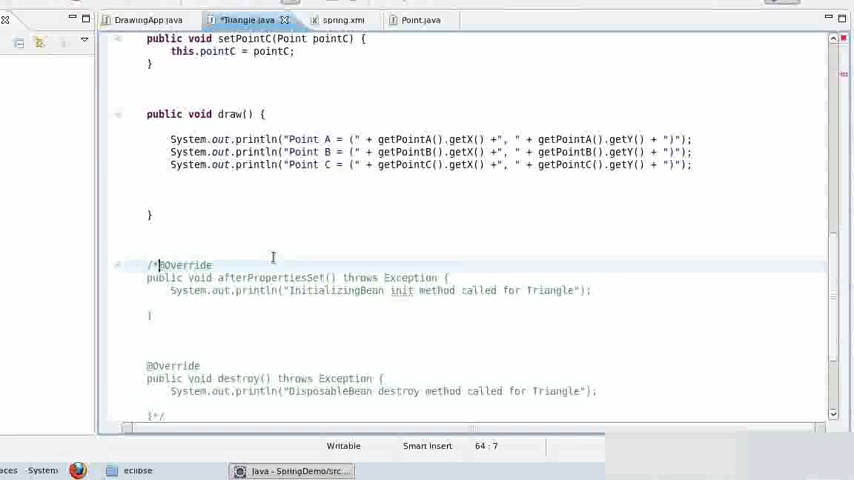 DrawingApp.java
*Triangle.java
spring.xml
Point.java
public void setPointC(Point pointC) {
this.pointC = pointC;
}
public void draw() {
System.out.println("Point A = (" + getPointA().getX() +", " + getPointA().getY() + ")");
System.out.println("Point B = (" + getPointB().getX() +", " + getPointB().getY() + ")");
System.out.println("Point C = (" + getPointC().getX() +", " + getPointC().getY() + ")");
}
/*@Override
public void afterPropertiesSet() throws Exception {
System.out.println("InitializingBean init method called for Triangle");
}
@Override
public void destroy() throws Exception {
System.out.println("DisposableBean destroy method called for Triangle");
}*/
Writable
Smart Insert
64 : 7
aces
System
eclipse
Java - SpringDemo/src...